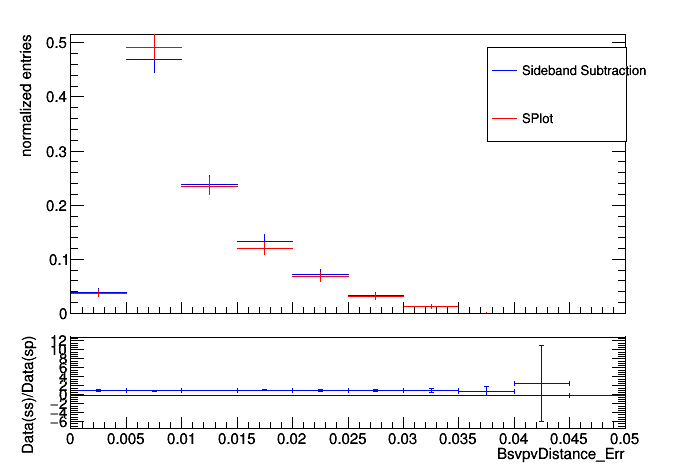 normalized entries
0.5
0.4
0.3
0.2
0.1
0
Sideband Subtraction
SPlot
Data(ss)/Data(sp)
12
10
8
6
4
2
0
−2
−4
−6
0 0.005 0.01 0.015 0.02 0.025 0.03 0.035 0.04 0.045 0.05
BsvpvDistance_Err